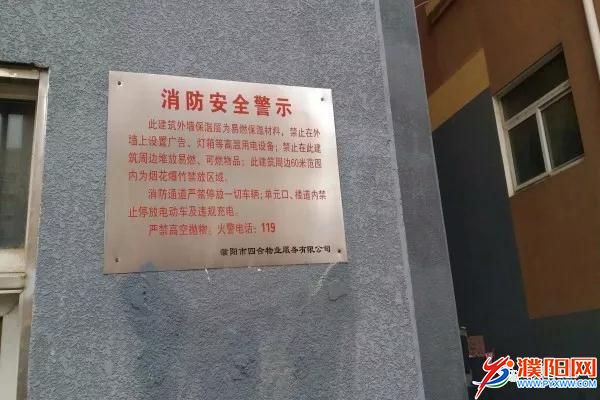 消防安全警示
此建筑外墙保温层为易燃保温材料，禁止在外
墙上设置广告、灯箱等高温用电设备；禁止在此建
筑周边堆放易燃、可燃物品；此建筑周边60米范围
内为烟花爆竹禁放区域。
消防通道严禁停放一切车辆；单元口、楼道内禁
止停放电动车及违规充电。
严禁高空抛物；火警电话：119
濮阳市四合物业服务有限公司
濮阳网
WWW.PYXWW.COM